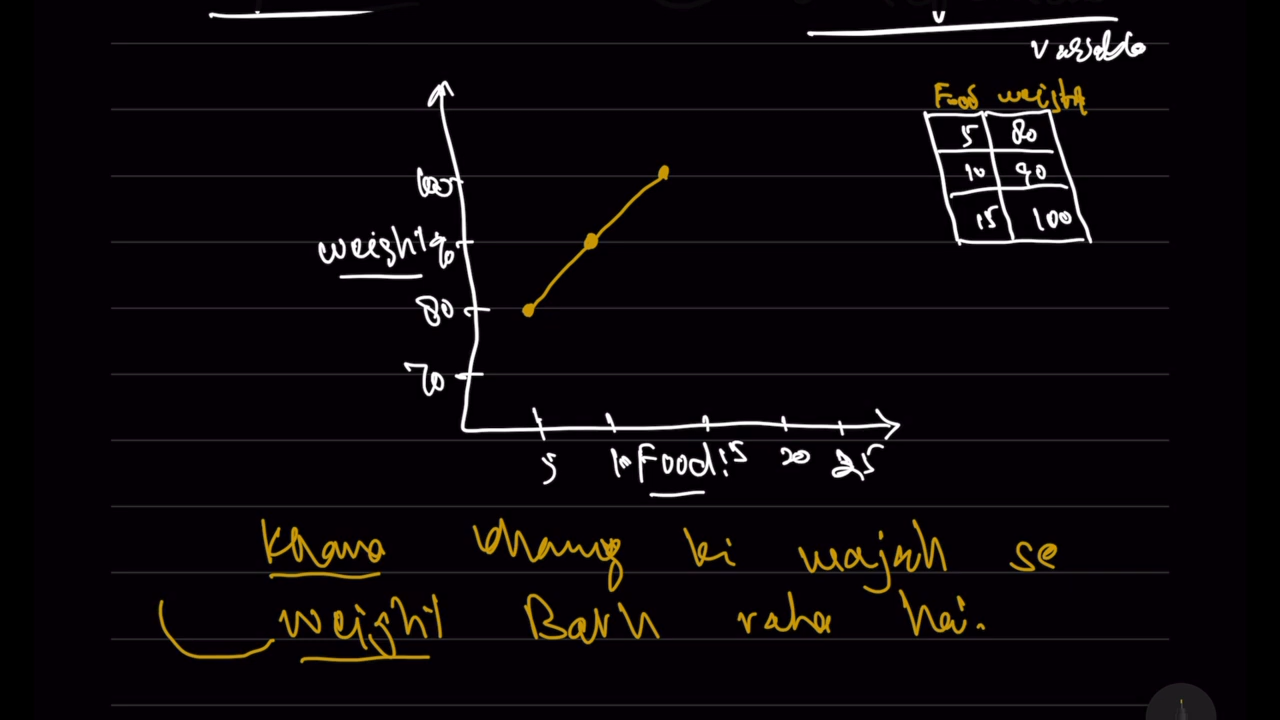 variable
Food weight
5 80
10 90
15 100
100
weight 90
80
70
5 10 Food 15 20 25
Khana khany ki wajah se
weight Barh raha hai.